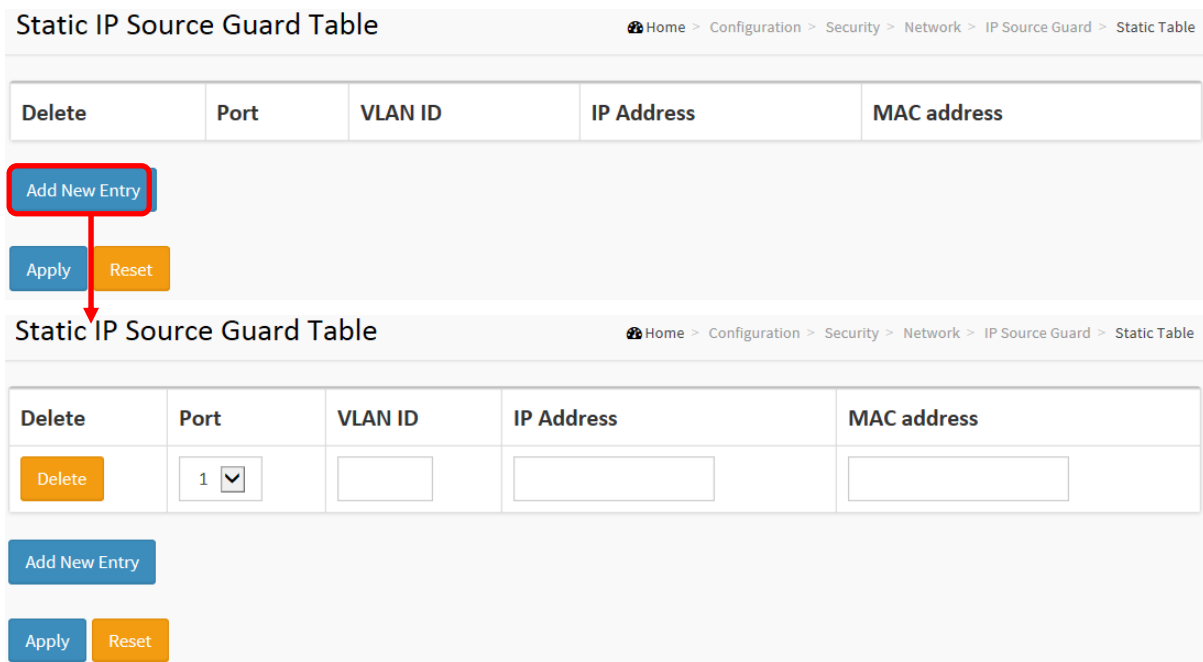 Static IP Source Guard Table Home > Configuration > Security > Network > IP Source Guard > Static Table
Delete Port VLAN ID IP Address MAC address
Add New Entry
Apply Reset
Static IP Source Guard Table Home > Configuration > Security > Network > IP Source Guard > Static Table
Delete Port VLAN ID IP Address MAC address
Delete 1
Add New Entry
Apply Reset